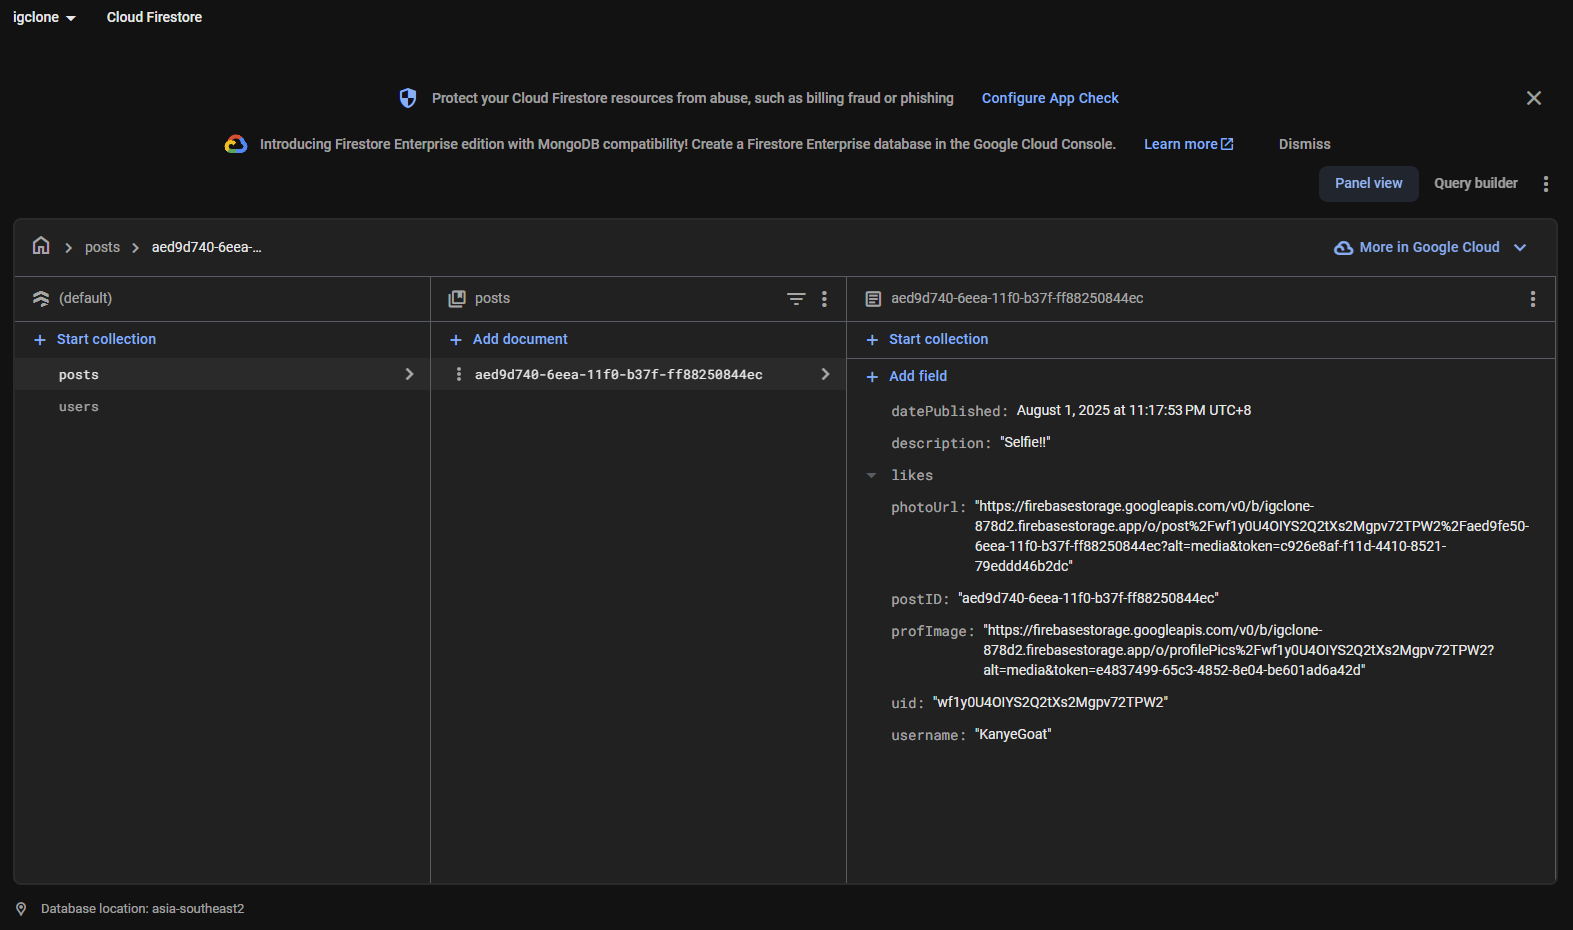 igclone Cloud Firestore
Protect your Cloud Firestore resources from abuse, such as billing fraud or phishing Configure App Check
Introducing Firestore Enterprise edition with MongoDB compatibility! Create a Firestore Enterprise database in the Google Cloud Console. Learn more Dismiss
Panel view Query builder
posts aed9d740-6eea-...
More in Google Cloud
(default)
Start collection
posts
users
posts
Add document
aed9d740-6eea-11f0-b37f-ff88250844ec
aed9d740-6eea-11f0-b37f-ff88250844ec
Start collection
Add field
datePublished: August 1, 2025 at 11:17:53 PM UTC+8
description: "Selfie!!"
likes
photoUrl: "https://firebasestorage.googleapis.com/v0/b/igclone-
878d2.firebasestorage.app/o/post%2Fwf1y0U4OIYS2Q2tXs2Mgpv72TPW2%2Faed9fe50-
6eea-11f0-b37f-ff88250844ec?alt=media&token=c926e8af-f11d-4410-8521-
79eddd46b2dc"
postID: "aed9d740-6eea-11f0-b37f-ff88250844ec"
profImage: "https://firebasestorage.googleapis.com/v0/b/igclone-
878d2.firebasestorage.app/o/profilePics%2Fwf1y0U4OIYS2Q2tXs2Mgpv72TPW2?
alt=media&token=e4837499-65c3-4852-8e04-be601ad6a42d"
uid: "wf1y0U4OIYS2Q2tXs2Mgpv72TPW2"
username: "KanyeGoat"
Database location: asia-southeast2